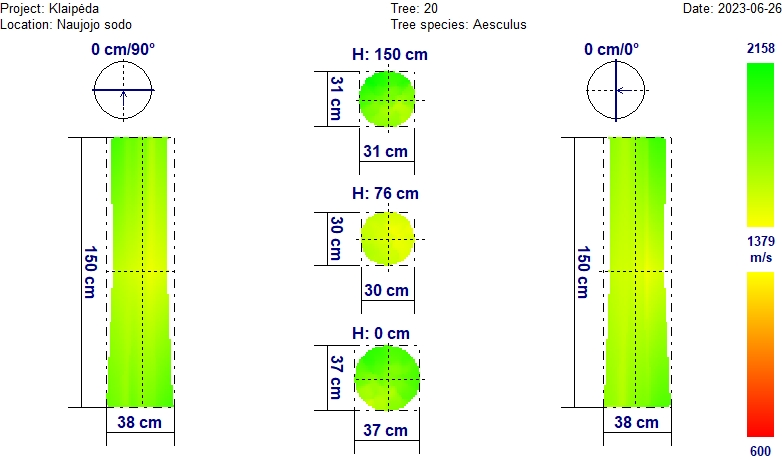 Project: Klaipėda
Tree: 20
Date: 2023-06-26
Location: Naujojo sodo
Tree species: Aesculus
0 cm/90°
H: 150 cm
0 cm/0°
2158
31 cm
31 cm
H: 76 cm
30 cm
30 cm
150 cm
150 cm
1379
m/s
H: 0 cm
37 cm
38 cm
37 cm
38 cm
600